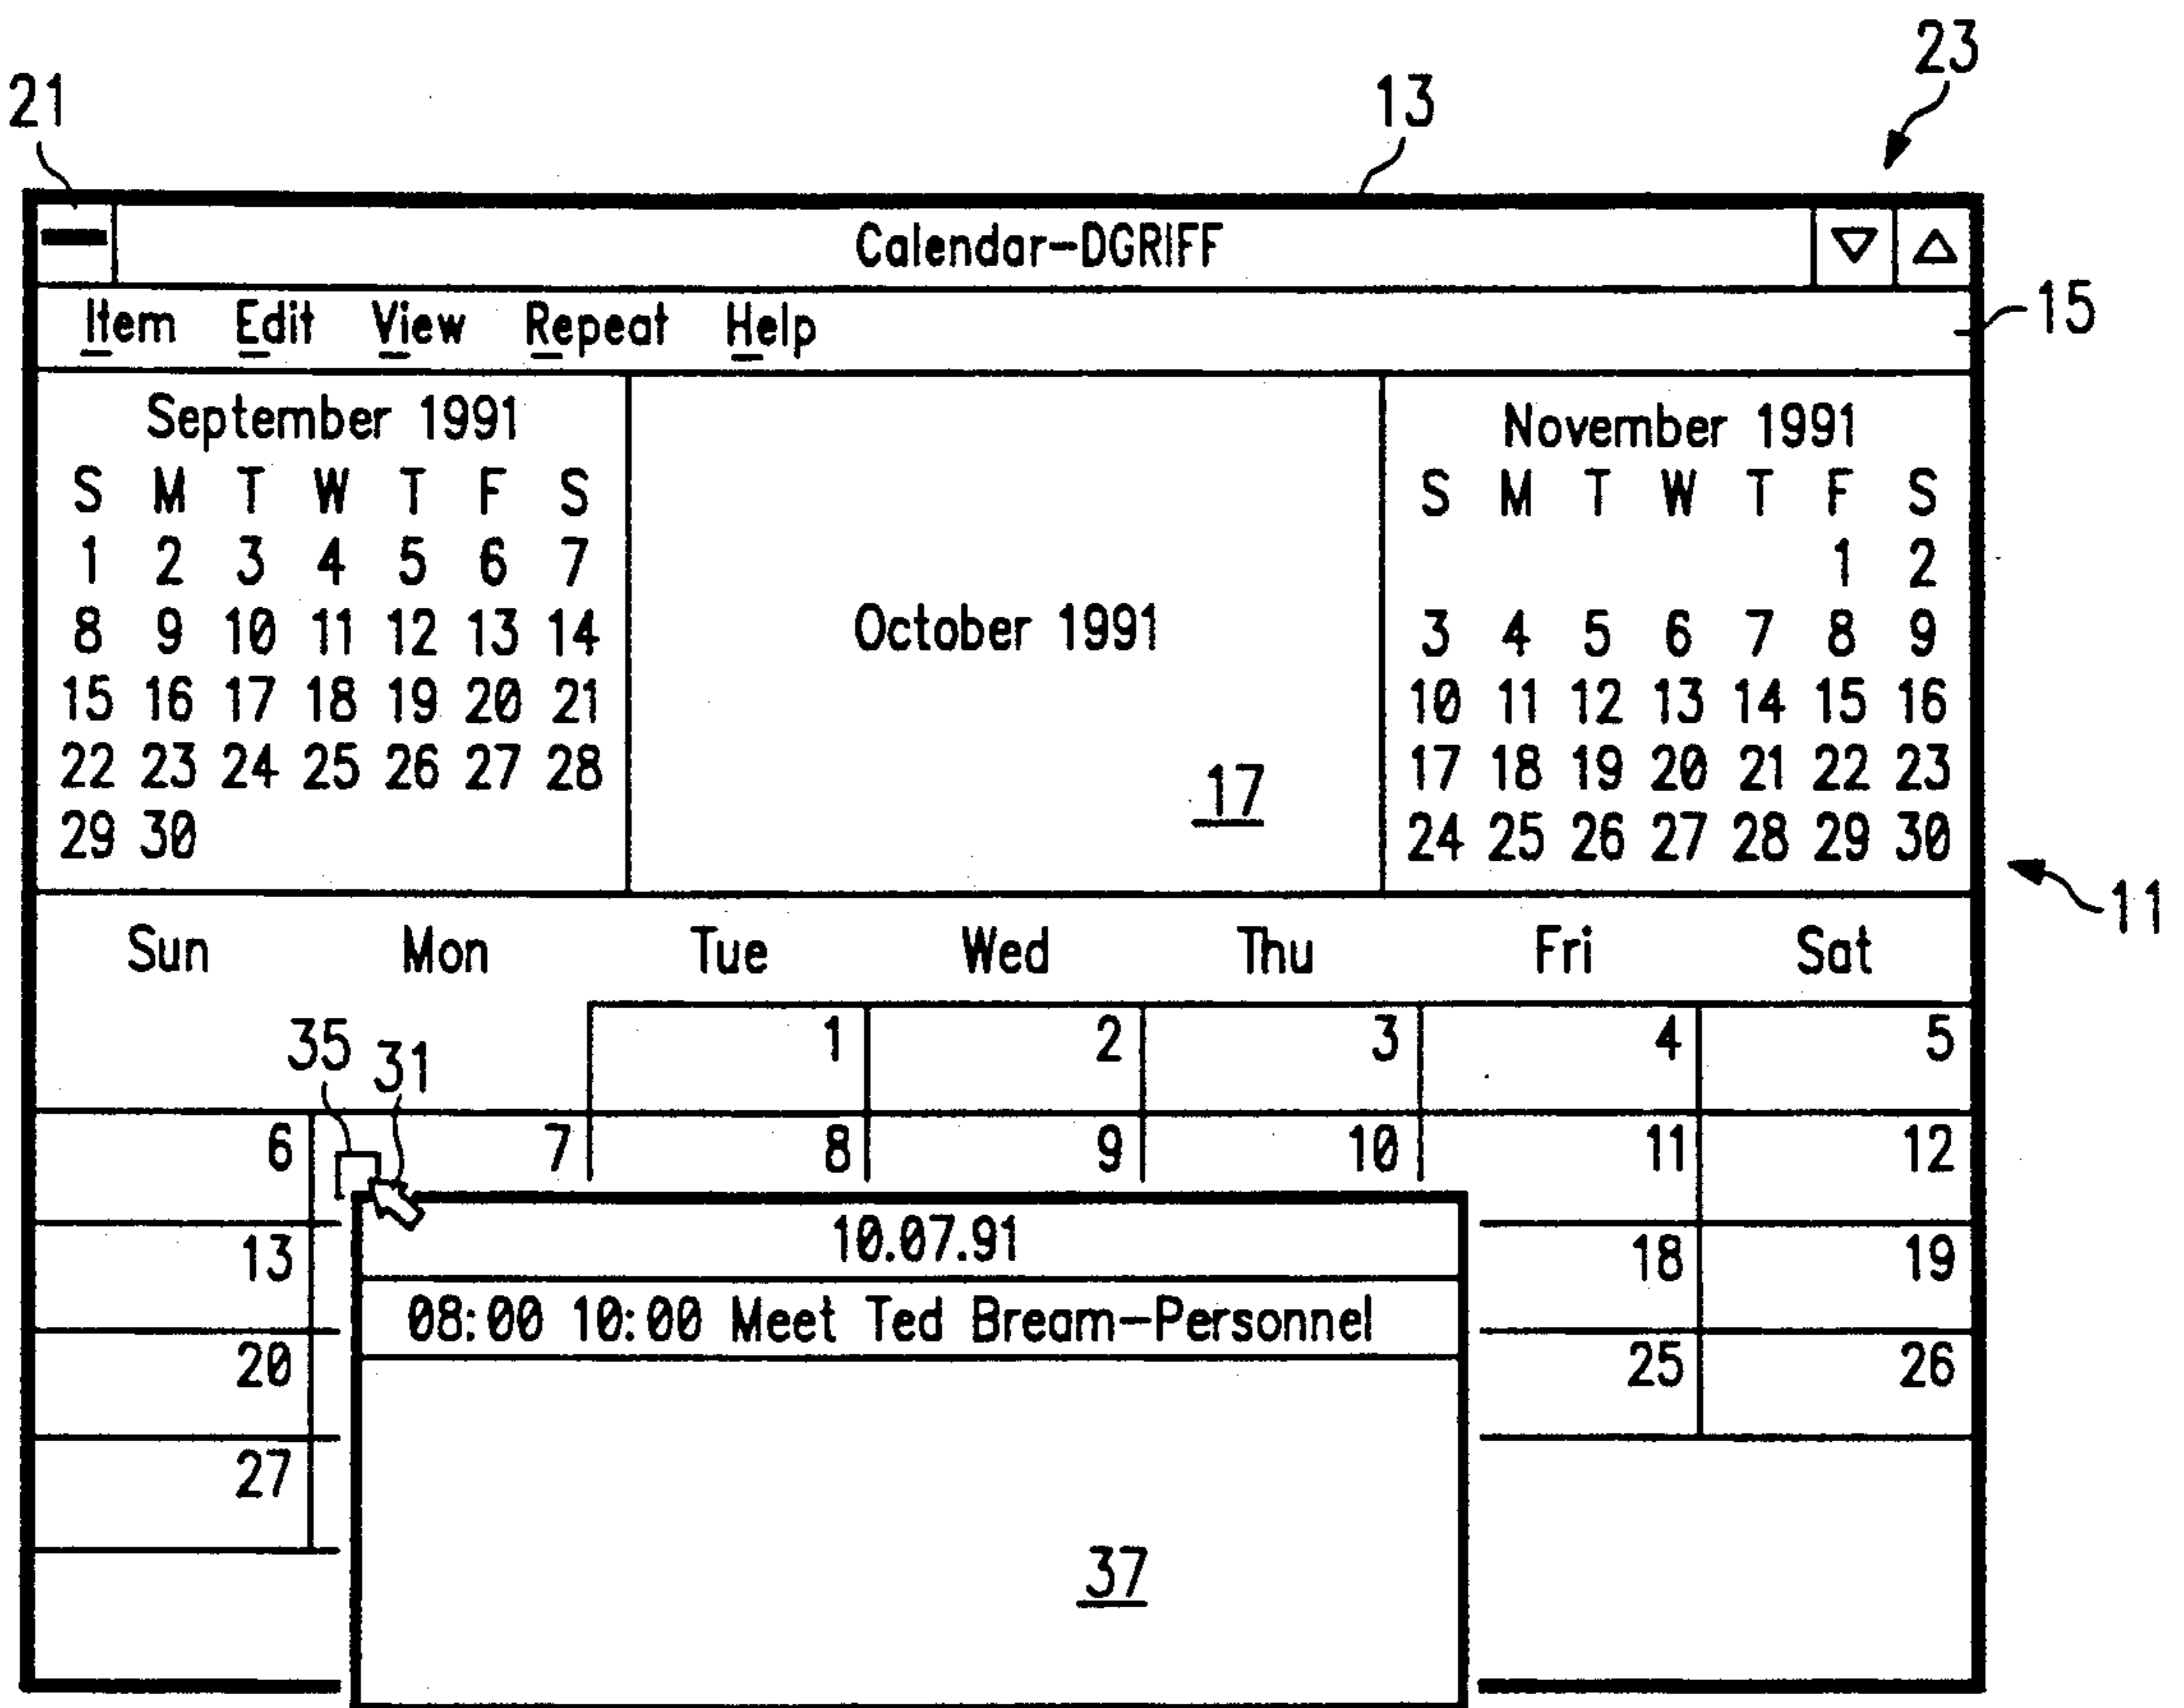 23
21
13
Calendar-DGRIFF
Item Edit View Repeat Help
15
September 1991
S M T W T F S
1 2 3 4 5 6 7
8 9 10 11 12 13 14
15 16 17 18 19 20 21
22 23 24 25 26 27 28
29 30
October 1991
17
November 1991
S M T W T F S
1 2
3 4 5 6 7 8 9
10 11 12 13 14 15 16
17 18 19 20 21 22 23
24 25 26 27 28 29 30
11
Sun Mon Tue Wed Thu Fri Sat
1 2 3 4 5
35 31
6 7 8 9 10 11 12
10.07.91
13 18 19
08:00 10:00 Meet Ted Bream-Personnel
20 25 26
27
37